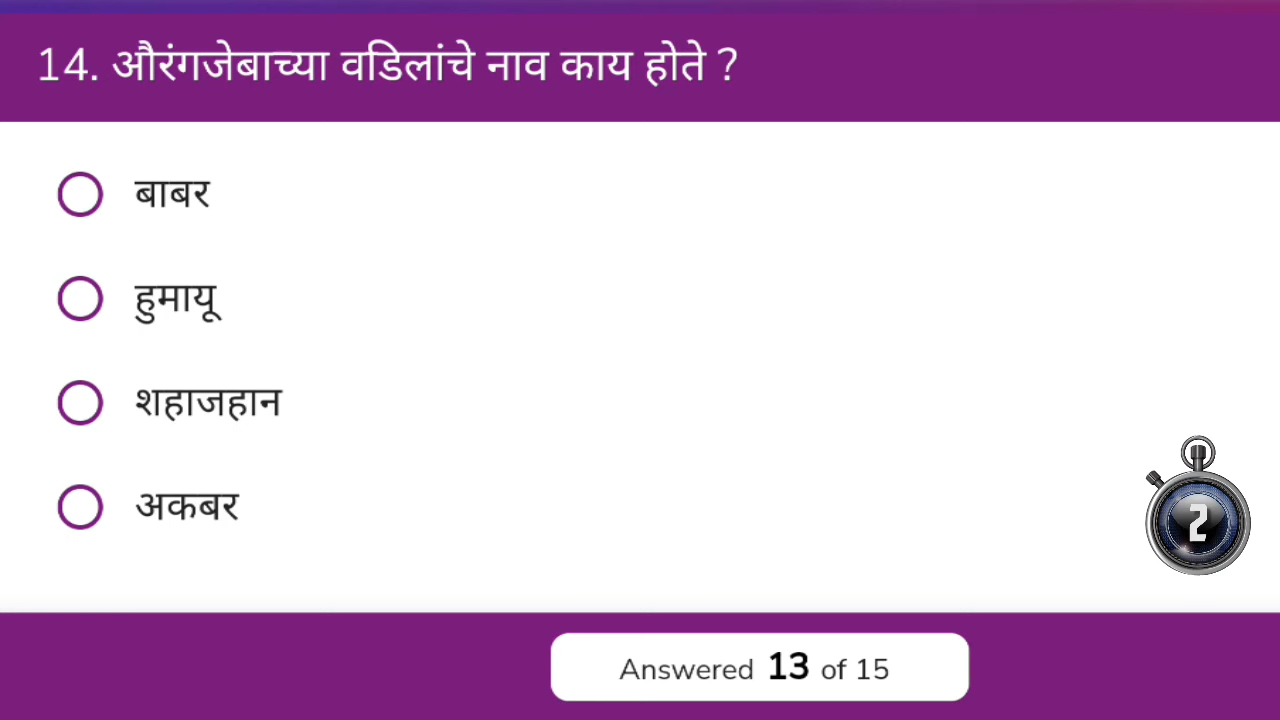 14. औरंगजेबाच्या वडिलांचे नाव काय होते ?
बाबर
हुमायू
शहाजहान
अकबर
2
Answered 13 of 15